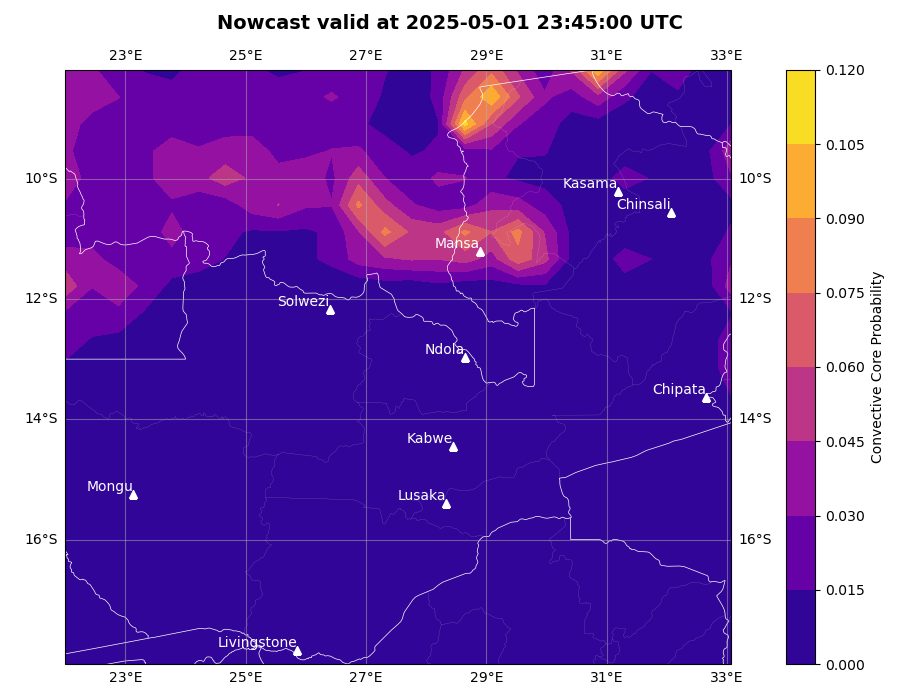 Nowcast valid at 2025-05-01 23:45:00 UTC
23°E 25°E 27°E 29°E 31°E 33°E
0.120
0.105
10°S Kasama 10°S
Chinsali
0.090
Mansa
0.075
12°S Solwezi 12°S
Ndola
0.060
Chipata
14°S 14°S
Kabwe
0.045
Mongu
Lusaka
0.030
16°S 16°S
0.015
Livingstone
0.000
23°E 25°E 27°E 29°E 31°E 33°E
Convective Core Probability